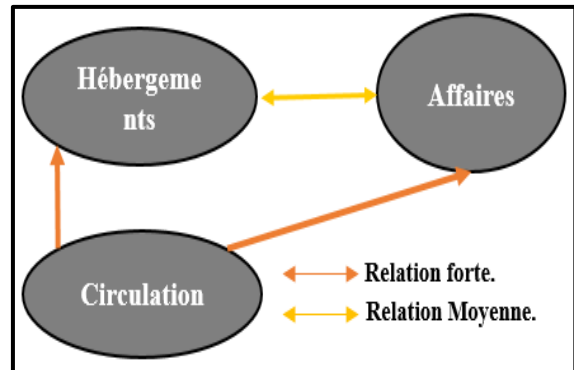 Hébergeme
nts
Affaires
Circulation
Relation forte.
Relation Moyenne.